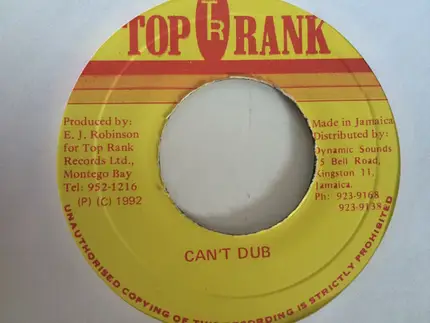 TOP TR RANK
Produced by:
E. J. Robinson
for Top Rank
Records Ltd.,
Montego Bay
Tel: 952-1216
(P) (C) 1992
Made in Jamaica
Distributed by:
Dynamic Sounds
5 Bell Road,
Kingston 11,
Jamaica.
Ph: 923-9168
923-9138
CAN'T DUB
UNAUTHORISED COPYING OF THIS RECORDING IS STRICTLY PROHIBITED